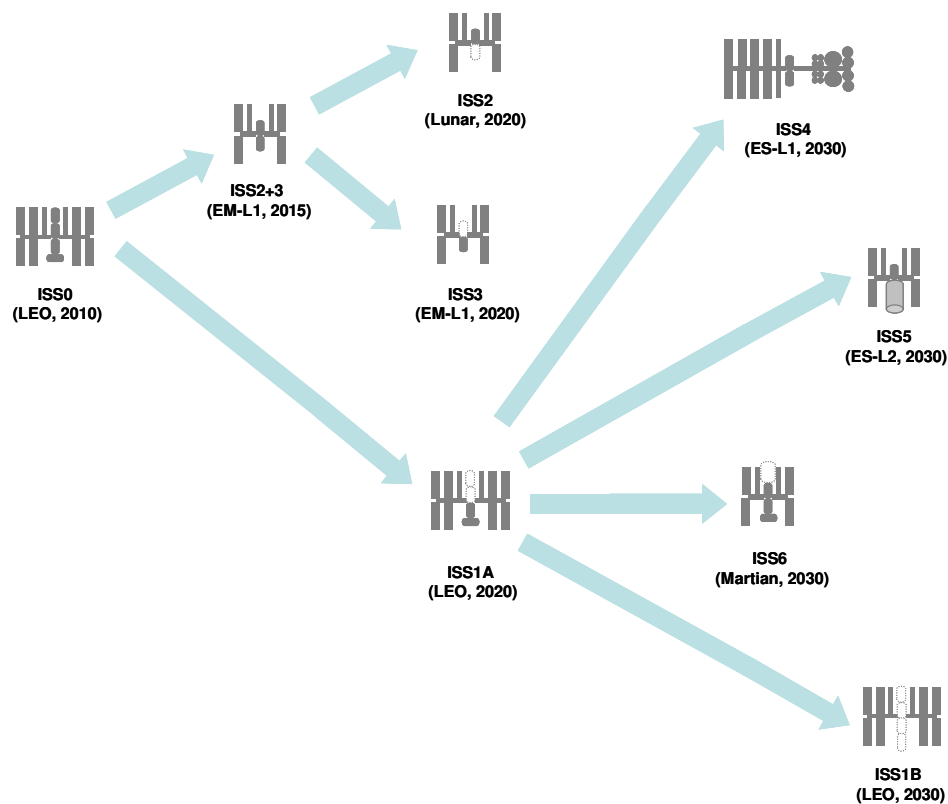 ISS2
(Lunar, 2020)
ISS4
(ES-L1, 2030)
ISS2+3
(EM-L1, 2015)
ISS0
(LEO, 2010)
ISS3
(EM-L1, 2020)
ISS5
(ES-L2, 2030)
ISS1A
(LEO, 2020)
ISS6
(Martian, 2030)
ISS1B
(LEO, 2030)